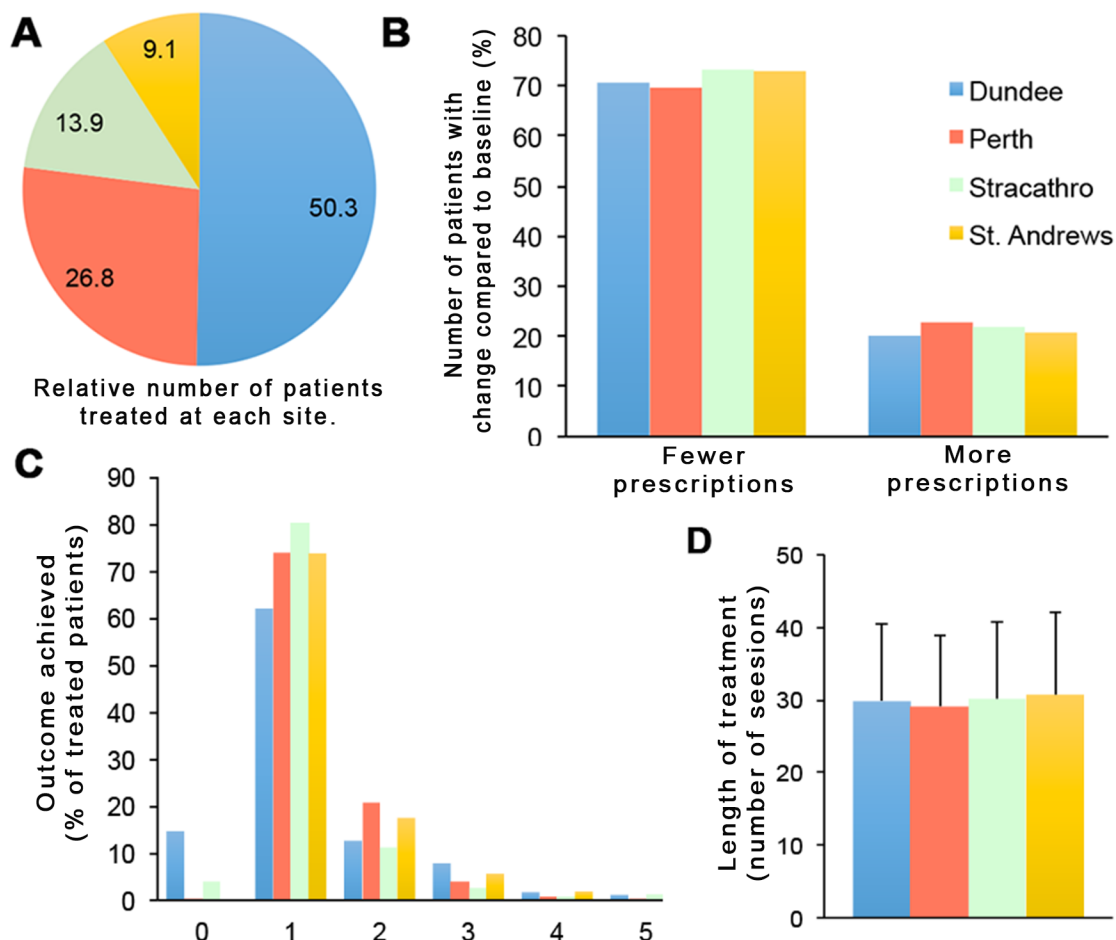 A
9.1
13.9
50.3
26.8
Relative number of patients
treated at each site.
B
Number of patients with
change compared to baseline (%)
80
70
60
50
40
30
20
10
0
Fewer
prescriptions
More
prescriptions
Dundee
Perth
Stracathro
St. Andrews
C
Outcome achieved
(% of treated patients)
90
80
70
60
50
40
30
20
10
0
0
1
2
3
4
5
D
Length of treatment
(number of seesions)
50
40
30
20
10
0